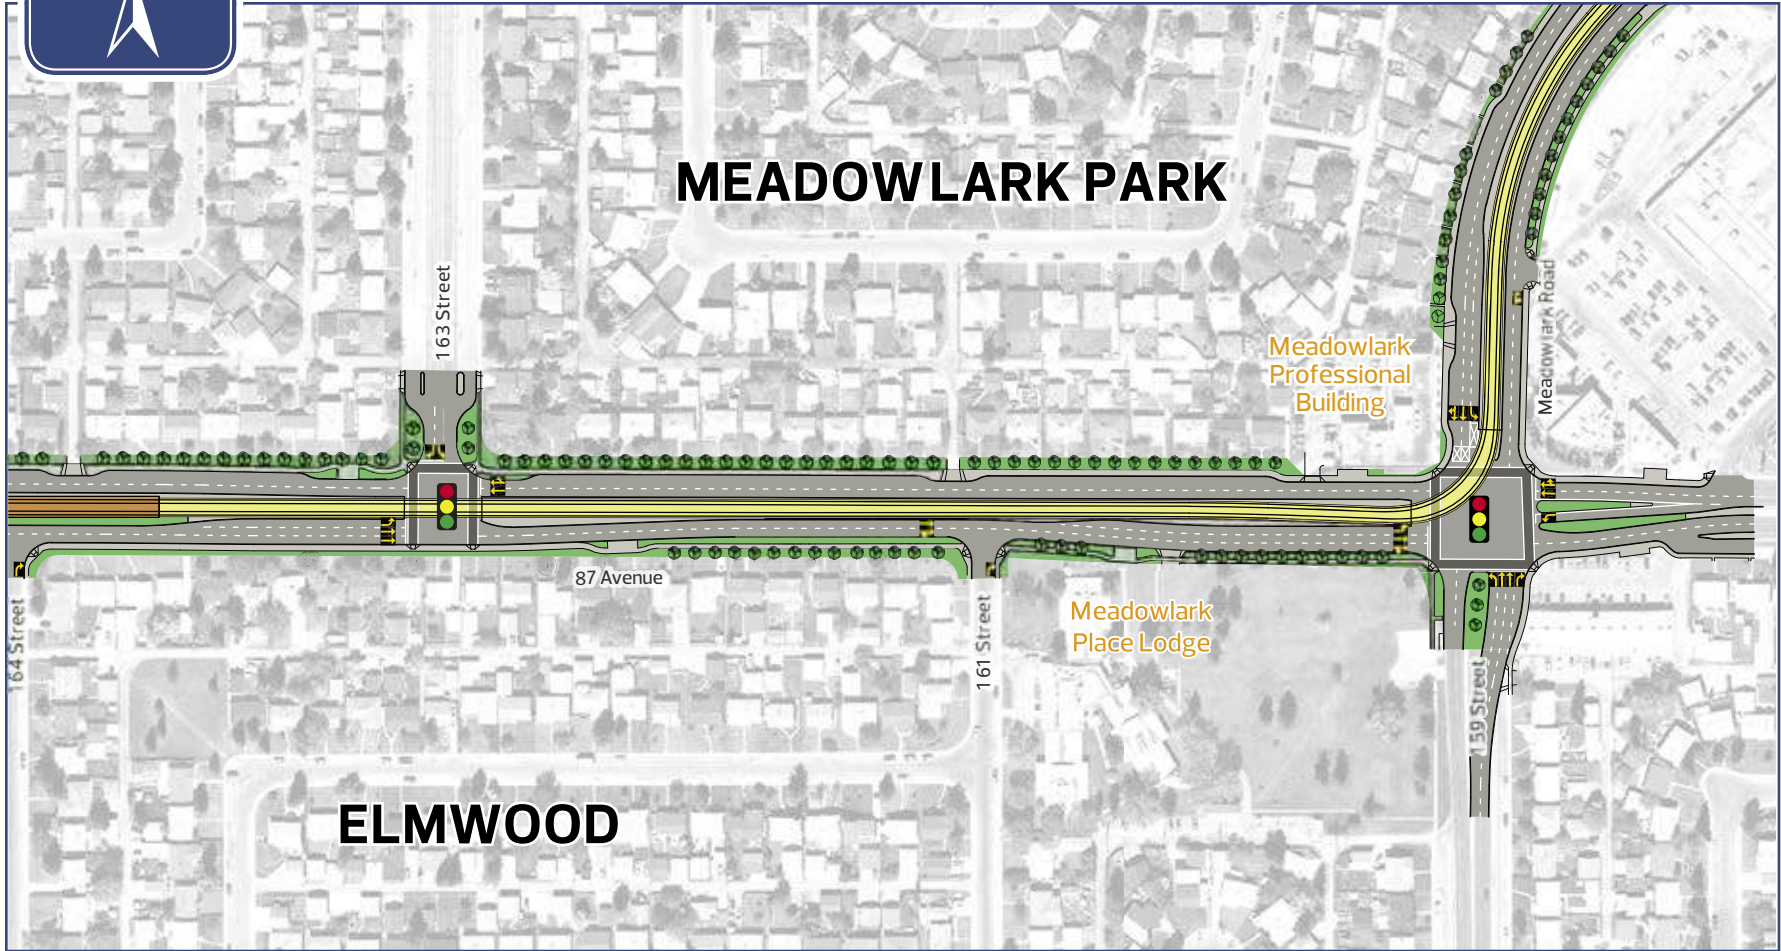 MEADOWLARK PARK
163 Street
Meadowlark Road
Meadowlark
Professional
Building
87 Avenue
164 Street
161 Street
Meadowlark
Place Lodge
159 Street
ELMWOOD